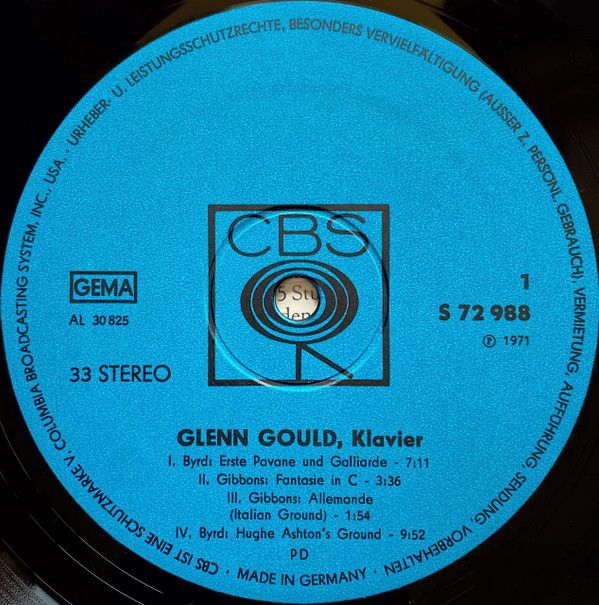 URHEBER- U. LEISTUNGSSCHUTZRECHTE, BESONDERS VERVIELFÄLTIGUNG (AUSSER Z. PERSONL. GEBRAUCH), VERMIETUNG, AUFFÜHRUNG, SENDUNG, VORBEHALTEN
CBS
GEMA
AL 30 825
33 STEREO
5 Stu
1
S 72 988
Ⓟ 1971
GLENN GOULD, Klavier
I. Byrd: Erste Pavane und Galliarde - 7:11
II. Gibbons: Fantasie in C - 3:36
III. Gibbons: Allemande
(Italian Ground) - 1:54
IV. Byrd: Hughe Ashton's Ground - 9:52
PD
CBS IST EINE SCHUTZMARKE V. COLUMBIA BROADCASTING SYSTEM, INC., USA. ·
· MADE IN GERMANY ·